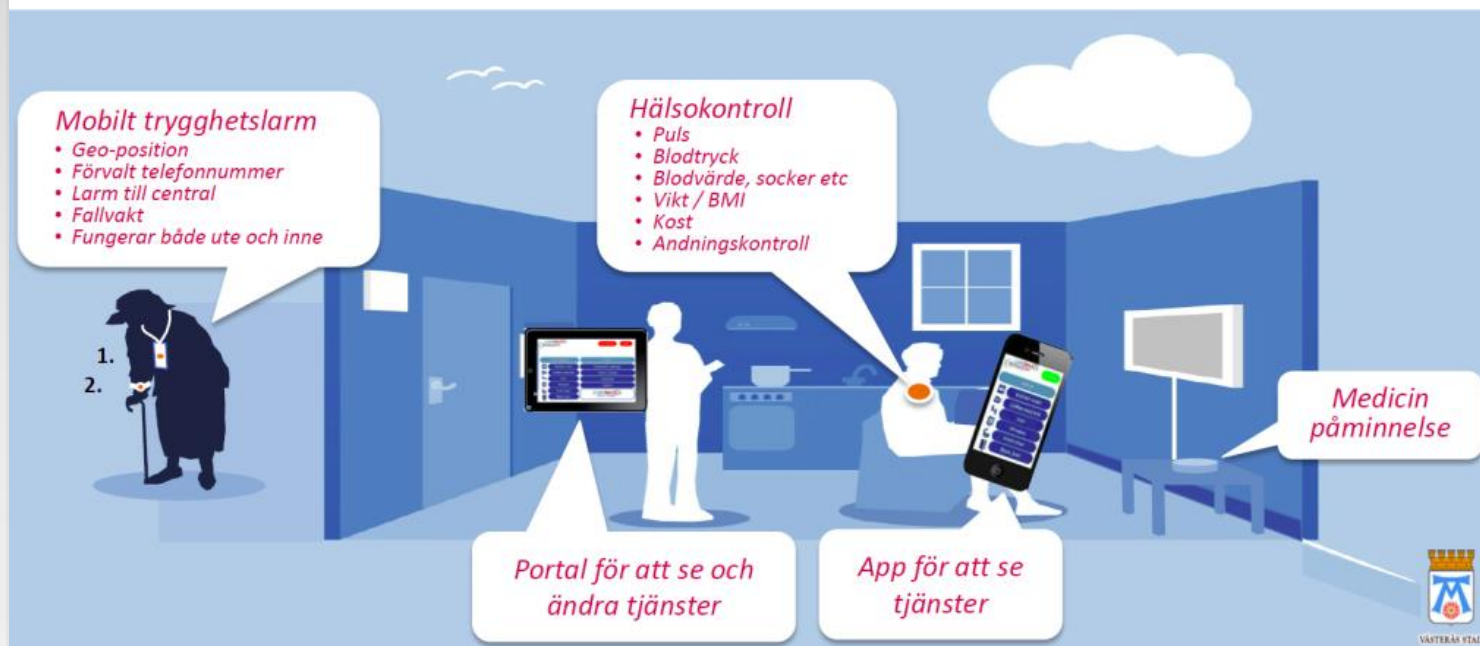 Mobilt trygghetslarm
• Geo-position
• Förvalt telefonnummer
• Larm till central
• Fallvakt
• Fungerar både ute och inne
Hälsokontroll
• Puls
• Blodtryck
• Blodvärde, socker etc
• Vikt / BMI
• Kost
• Andningskontroll
1.
2.
Medicin
påminnelse
Portal för att se och
ändra tjänster
App för att se
tjänster
VÄSTERÅS STAD